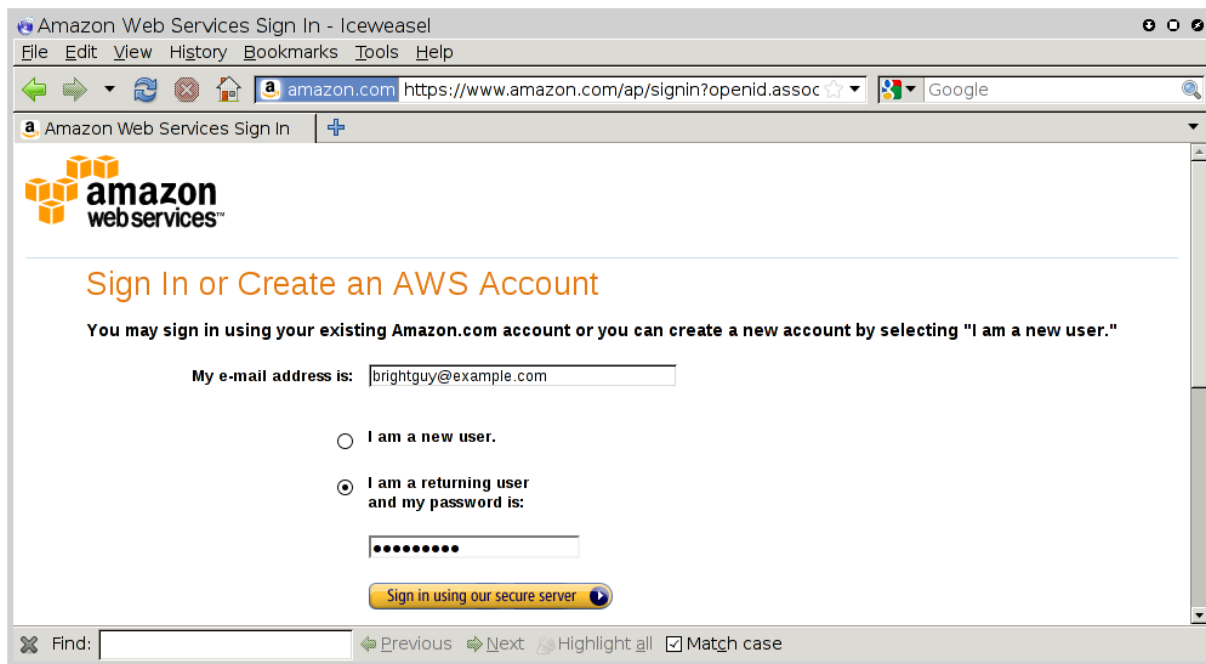 Amazon Web Services Sign In - Iceweasel
File Edit View History Bookmarks Tools Help
a amazon.com https://www.amazon.com/ap/signin?openid.assoc Google
a Amazon Web Services Sign In
amazon
web services™
Sign In or Create an AWS Account
You may sign in using your existing Amazon.com account or you can create a new account by selecting "I am a new user."
My e-mail address is: brightguy@example.com
I am a new user.
I am a returning user
and my password is:
●●●●●●●●●
Sign in using our secure server
Find: Previous Next Highlight all Match case